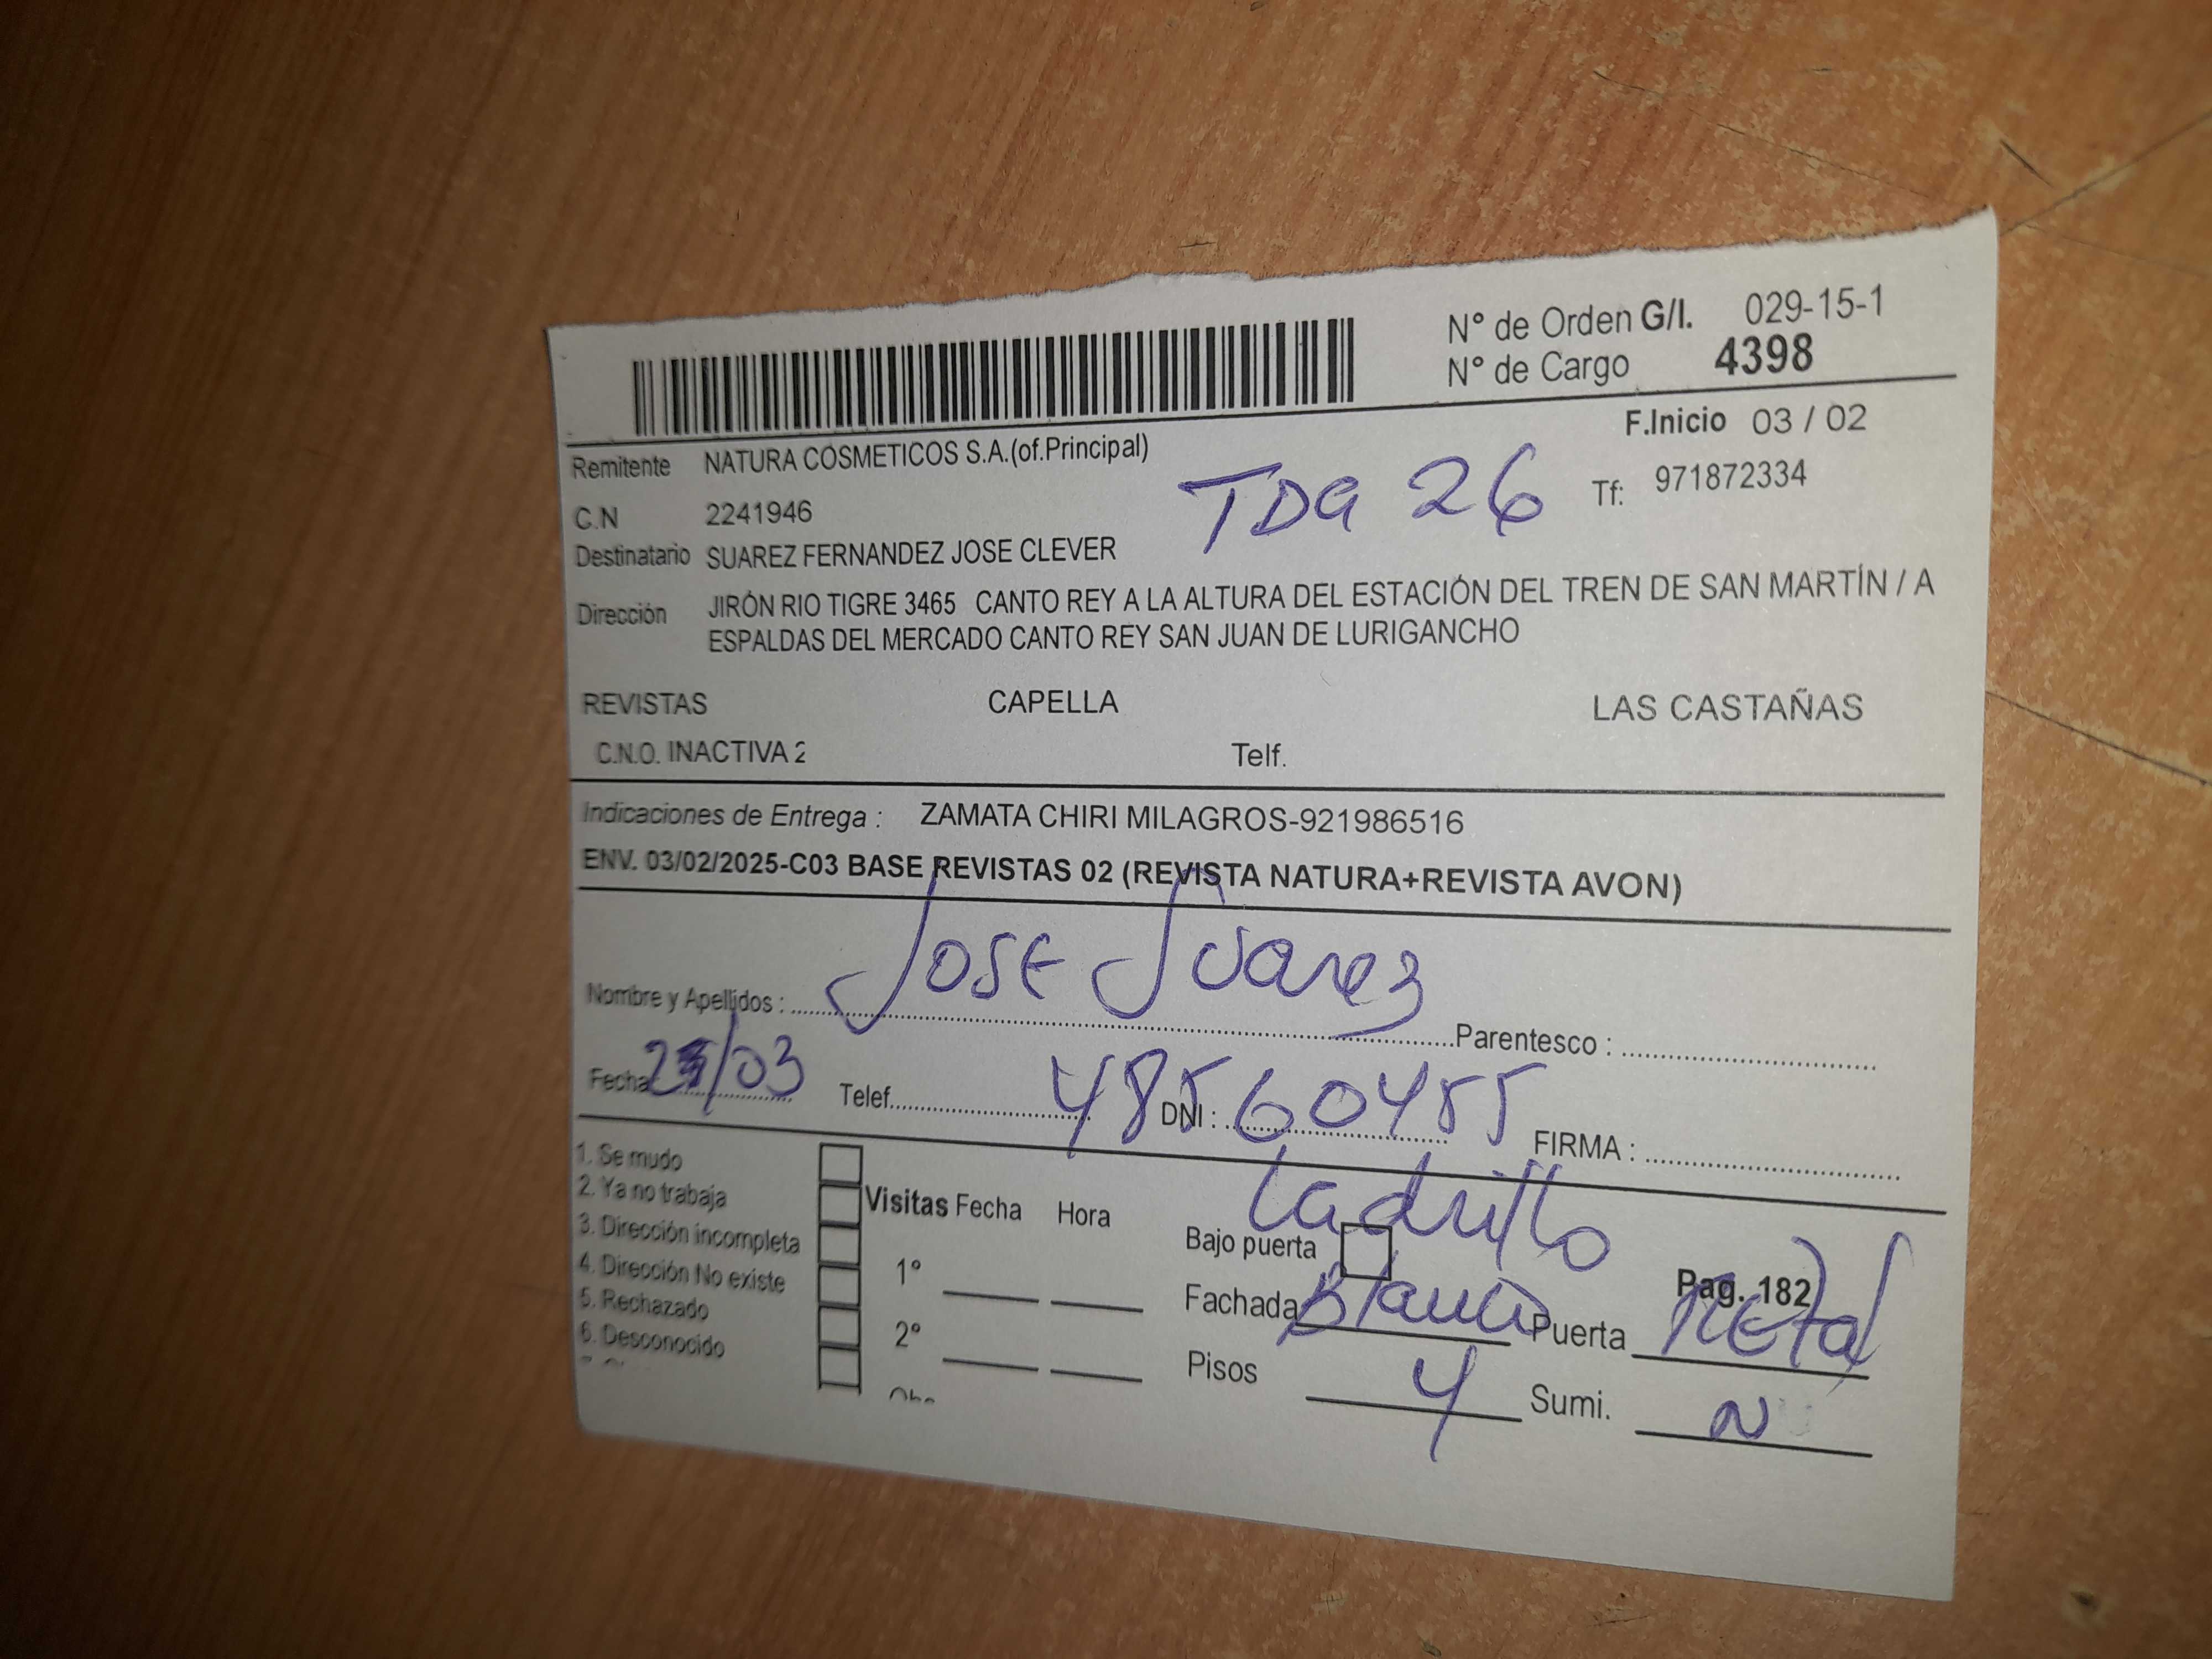 N° de Orden G/I. 029-15-1
N° de Cargo 4398
F.Inicio 03 / 02
Remitente NATURA COSMETICOS S.A.(of.Principal)
TDA 26 Tf: 971872334
C.N 2241946
Destinatario SUAREZ FERNANDEZ JOSE CLEVER
Dirección JIRÓN RIO TIGRE 3465 CANTO REY A LA ALTURA DEL ESTACIÓN DEL TREN DE SAN MARTÍN / A
ESPALDAS DEL MERCADO CANTO REY SAN JUAN DE LURIGANCHO
REVISTAS CAPELLA LAS CASTAÑAS
C.N.O. INACTIVA 2 Telf.
Indicaciones de Entrega : ZAMATA CHIRI MILAGROS-921986516
ENV. 03/02/2025-C03 BASE REVISTAS 02 (REVISTA NATURA+REVISTA AVON)
Nombre y Apellidos : Jose Suarez Parentesco :
Fecha /03 Telef. DNI : 48560455 FIRMA :
1. Se mudo
2. Ya no trabaja
3. Dirección incompleta
4. Dirección No existe
5. Rechazado
6. Desconocido
Visitas Fecha Hora
1°
2°
Ladrillo
Bajo puerta Pag. 182
Fachada Blanco Puerta Metal
Pisos 4 Sumi. N